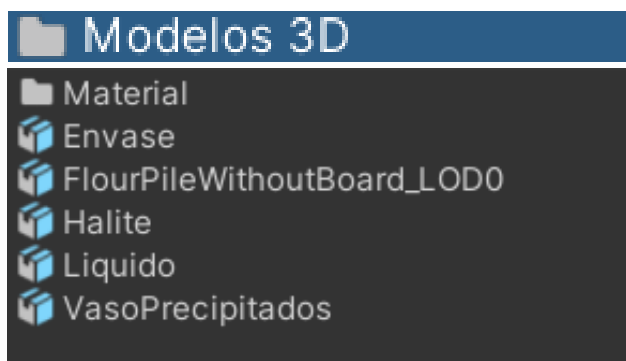 Modelos 3D
Material
Envase
FlourPileWithoutBoard_LOD0
Halite
Liquido
VasoPrecipitados